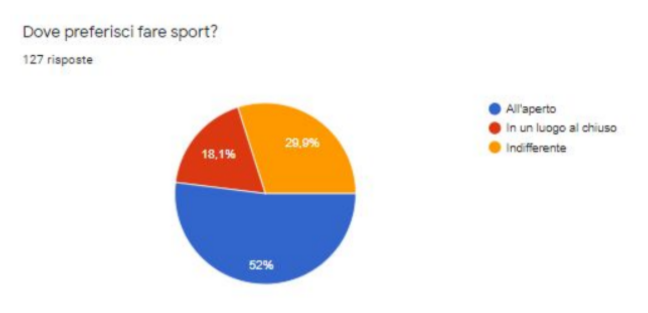 Dove preferisci fare sport?
127 risposte
All'aperto
In un luogo al chiuso
Indifferente
29,9%
18,1%
52%